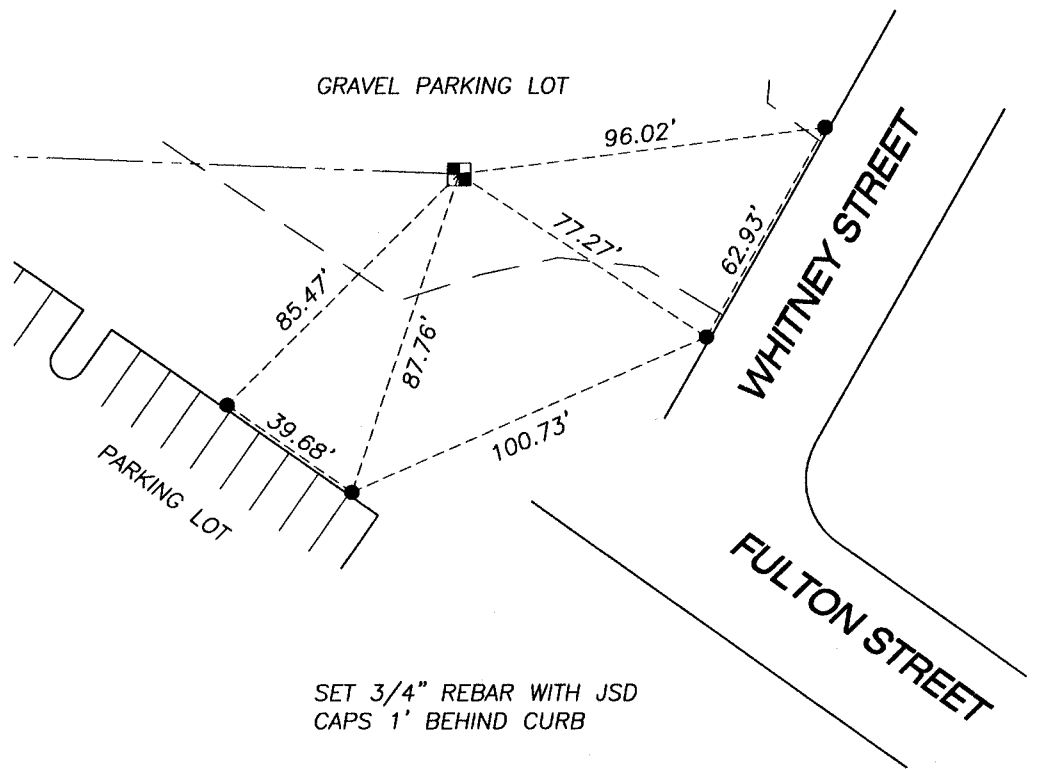 GRAVEL PARKING LOT
96.02'
77.27'
62.93'
WHITNEY STREET
85.47'
87.76'
39.68'
100.73'
PARKING LOT
FULTON STREET
SET 3/4" REBAR WITH JSD
CAPS 1' BEHIND CURB